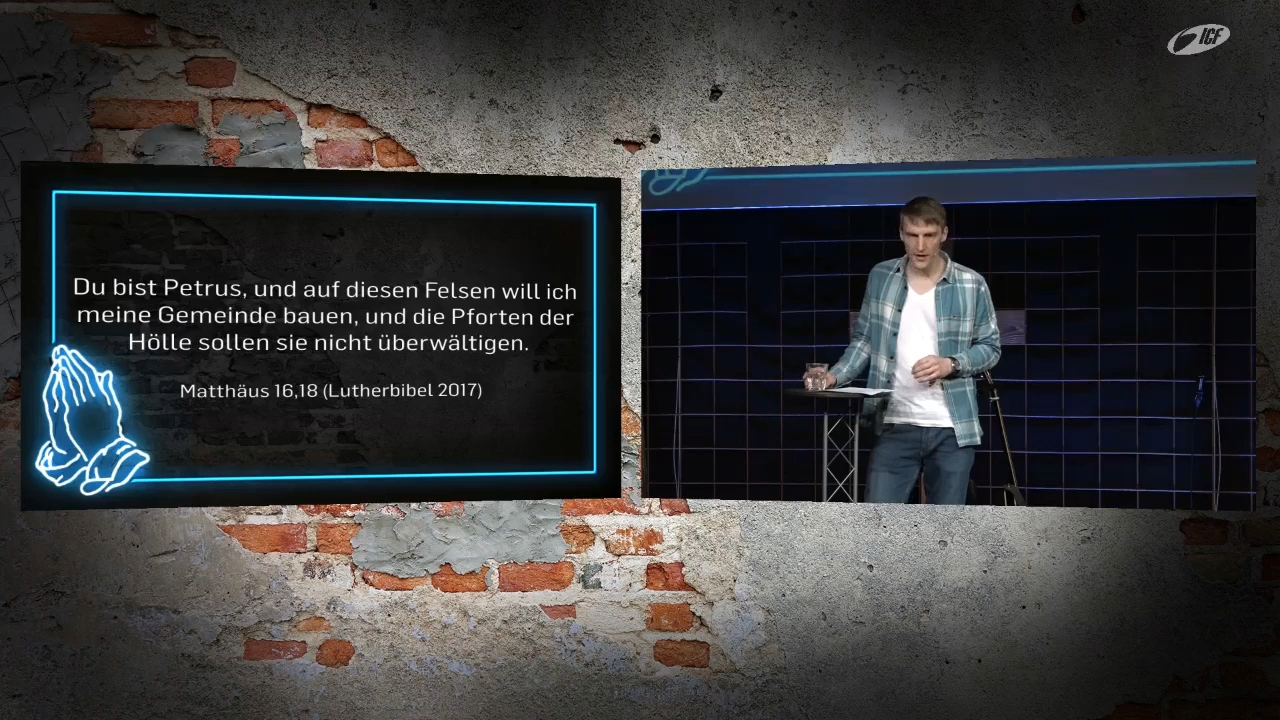 ICF
Du bist Petrus, und auf diesen Felsen will ich
meine Gemeinde bauen, und die Pforten der
Hölle sollen sie nicht überwältigen.
Matthäus 16,18 (Lutherbibel 2017)